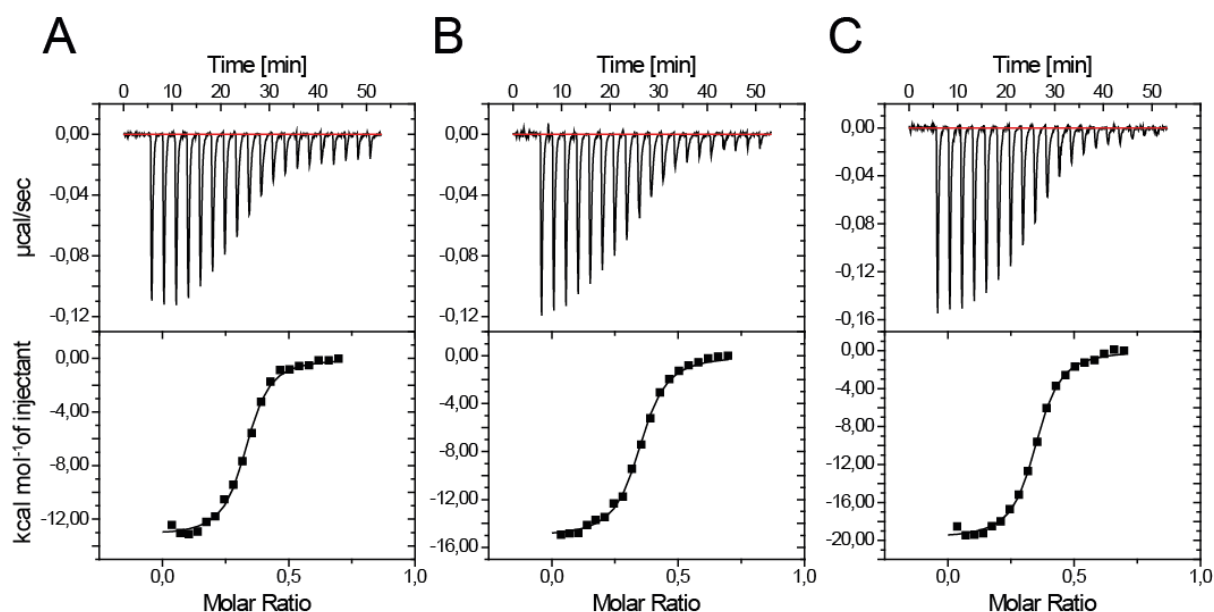 A
B
C
Time [min]
Time [min]
Time [min]
0 10 20 30 40 50
0 10 20 30 40 50
0 10 20 30 40 50
µcal/sec
0,00
-0,04
-0,08
-0,12
0,00
-0,04
-0,08
-0,12
0,00
-0,04
-0,08
-0,12
-0,16
kcal mol⁻¹of injectant
0,00
-4,00
-8,00
-12,00
0,00
-4,00
-8,00
-12,00
-16,00
0,00
-4,00
-8,00
-12,00
-16,00
-20,00
0,0 0,5 1,0
0,0 0,5 1,0
0,0 0,5 1,0
Molar Ratio
Molar Ratio
Molar Ratio